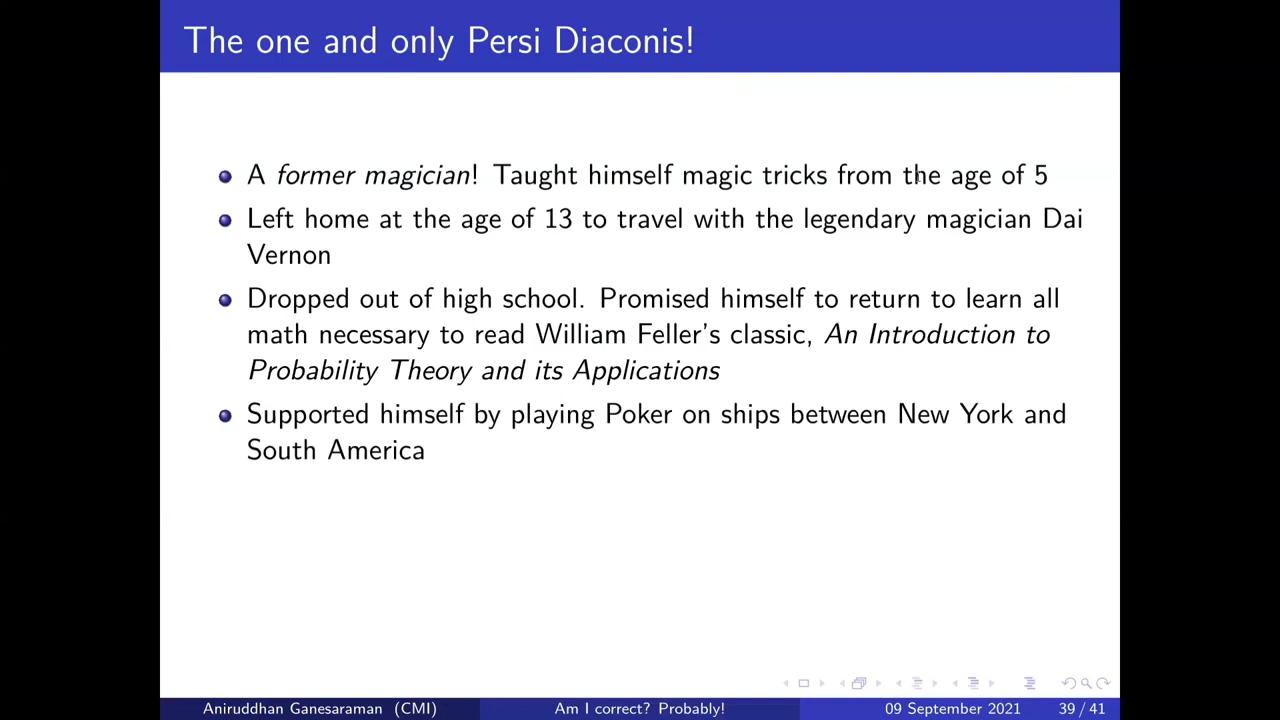 The one and only Persi Diaconis!
A former magician! Taught himself magic tricks from the age of 5
Left home at the age of 13 to travel with the legendary magician Dai
Vernon
Dropped out of high school. Promised himself to return to learn all
math necessary to read William Feller's classic, An Introduction to
Probability Theory and its Applications
Supported himself by playing Poker on ships between New York and
South America
Aniruddhan Ganesaraman (CMI) Am I correct? Probably! 09 September 2021 39 / 41